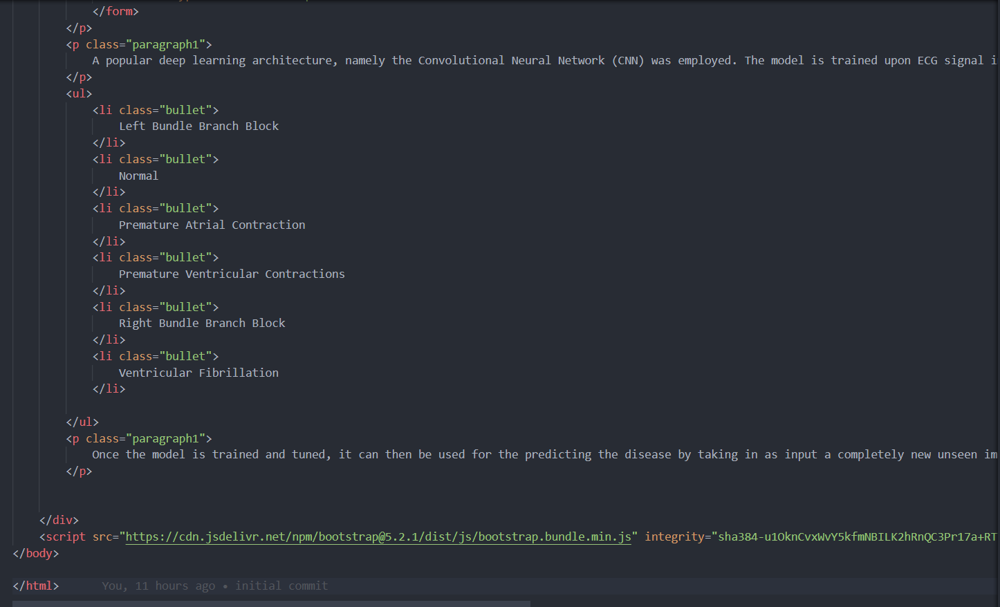 </form>
</p>
<p class="paragraph1">
A popular deep learning architecture, namely the Convolutional Neural Network (CNN) was employed. The model is trained upon ECG signal i
</p>
<ul>
<li class="bullet">
Left Bundle Branch Block
</li>
<li class="bullet">
Normal
</li>
<li class="bullet">
Premature Atrial Contraction
</li>
<li class="bullet">
Premature Ventricular Contractions
</li>
<li class="bullet">
Right Bundle Branch Block
</li>
<li class="bullet">
Ventricular Fibrillation
</li>
</ul>
<p class="paragraph1">
Once the model is trained and tuned, it can then be used for the predicting the disease by taking in as input a completely new unseen im
</p>
</div>
<script src="https://cdn.jsdelivr.net/npm/bootstrap@5.2.1/dist/js/bootstrap.bundle.min.js" integrity="sha384-u1OknCvxWvY5kfmNBILK2hRnQC3Pr17a+RT
</body>
</html> You, 11 hours ago • initial commit